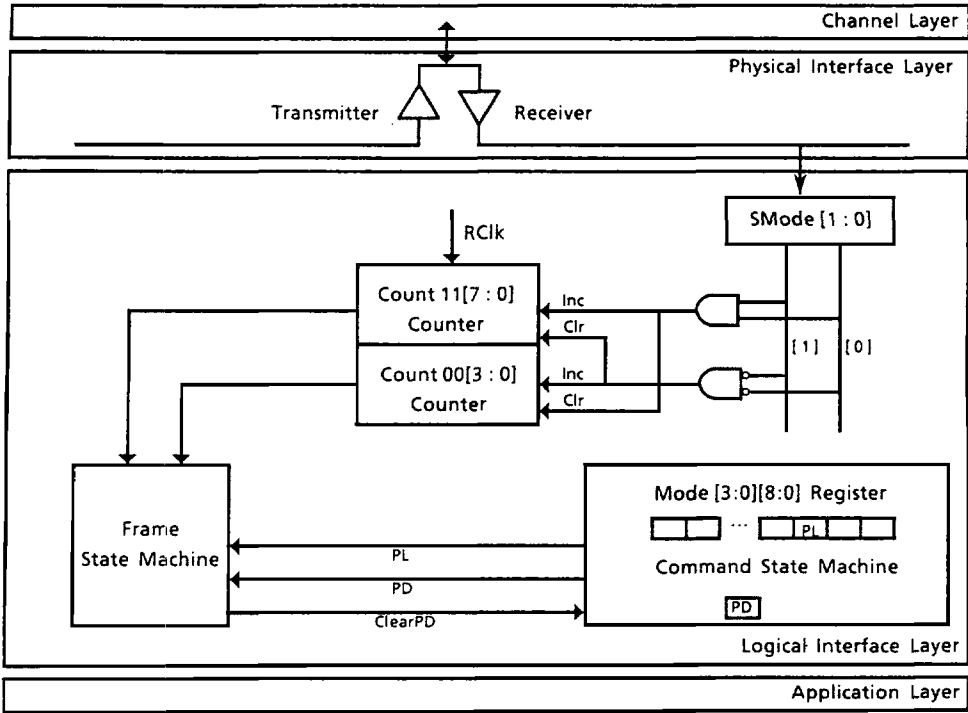 Channel Layer
Physical Interface Layer
Transmitter
Receiver
SMode [1 : 0]
RClk
Count 11[7 : 0]
Counter
Inc
Clr
[1]
[0]
Count 00[3 : 0]
Counter
Inc
Clr
Frame
State Machine
Mode [3:0][8:0] Register
... PL
Command State Machine
PD
PL
PD
ClearPD
Logical Interface Layer
Application Layer